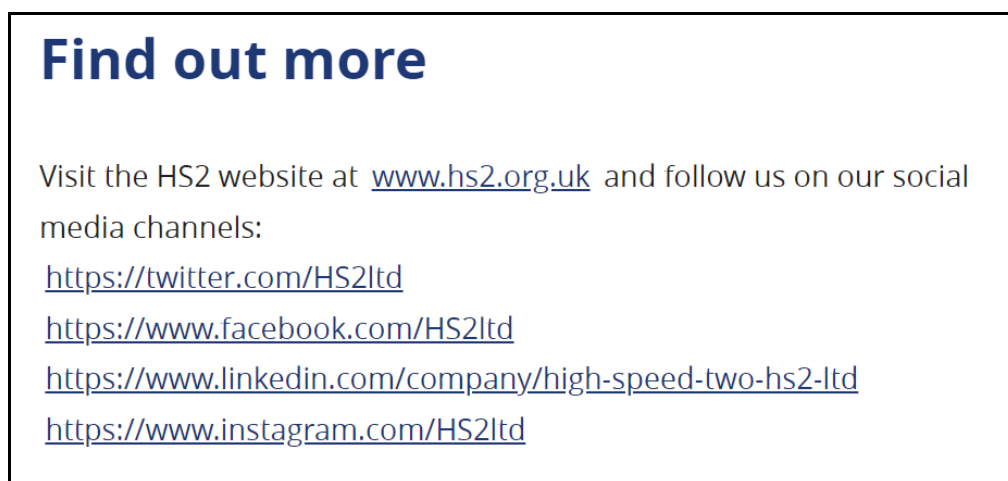 Find out more
Visit the HS2 website at www.hs2.org.uk and follow us on our social
media channels:
https://twitter.com/HS2ltd
https://www.facebook.com/HS2ltd
https://www.linkedin.com/company/high-speed-two-hs2-ltd
https://www.instagram.com/HS2ltd